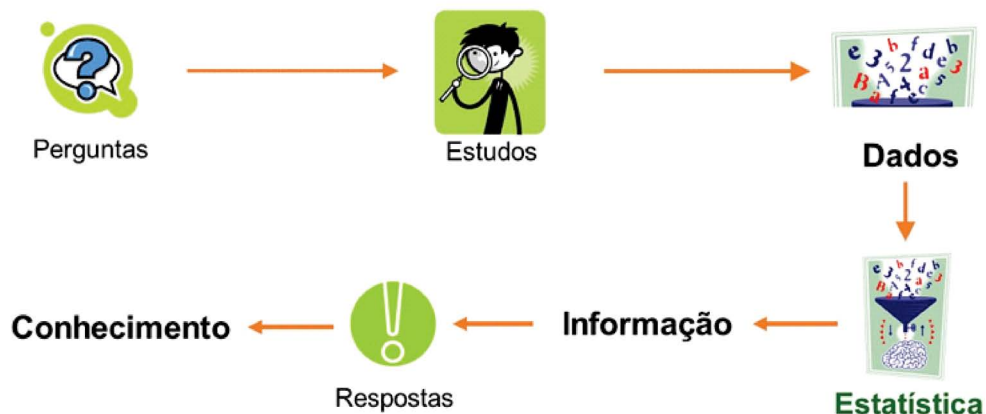 Perguntas
Estudos
Dados
Estatística
Informação
Respostas
Conhecimento